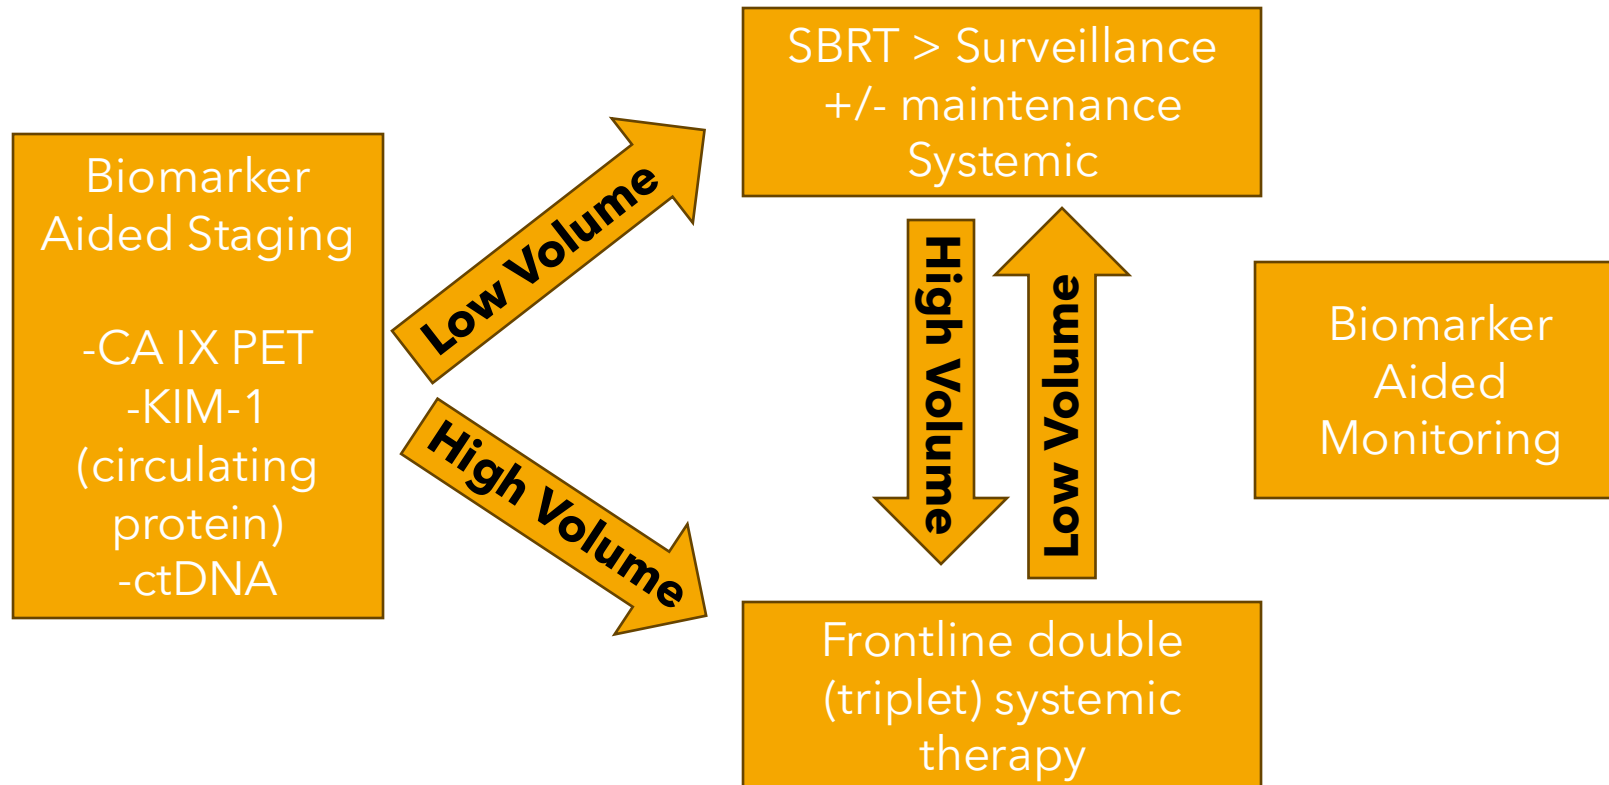 Biomarker
Aided Staging
-CA IX PET
-KIM-1
(circulating
protein)
-ctDNA
Low Volume
High Volume
SBRT > Surveillance
+/- maintenance
Systemic
High Volume
Low Volume
Frontline double
(triplet) systemic
therapy
Biomarker
Aided
Monitoring